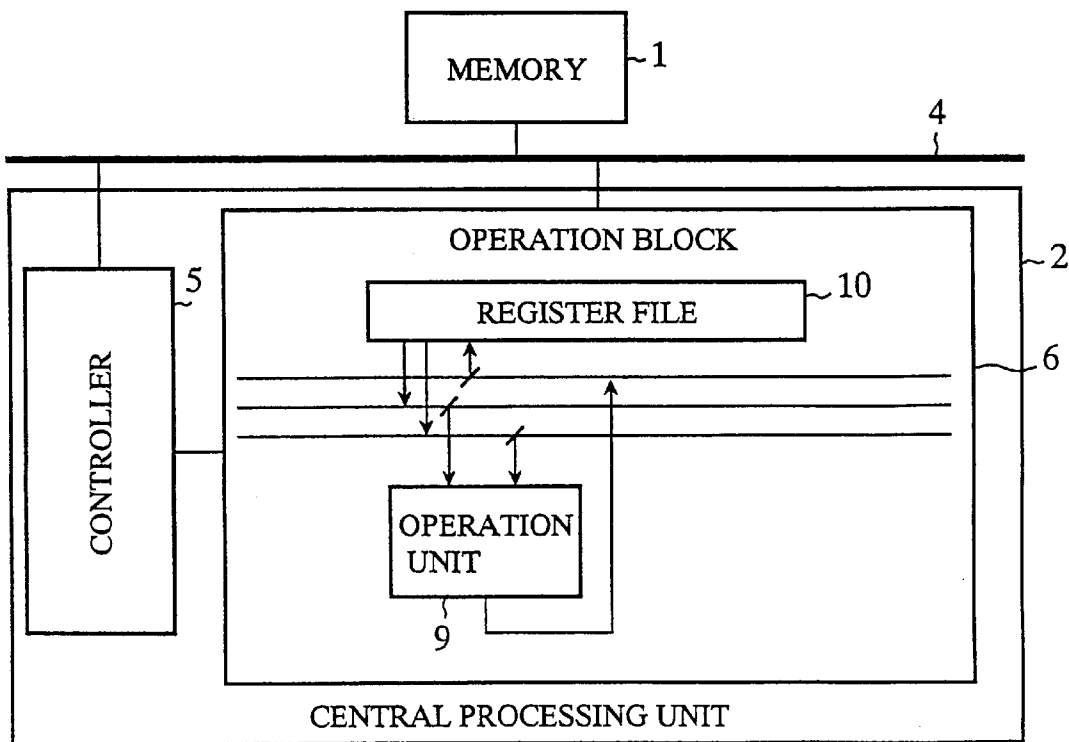 MEMORY
1
4
OPERATION BLOCK
2
5
REGISTER FILE
10
6
CONTROLLER
OPERATION
UNIT
9
CENTRAL PROCESSING UNIT